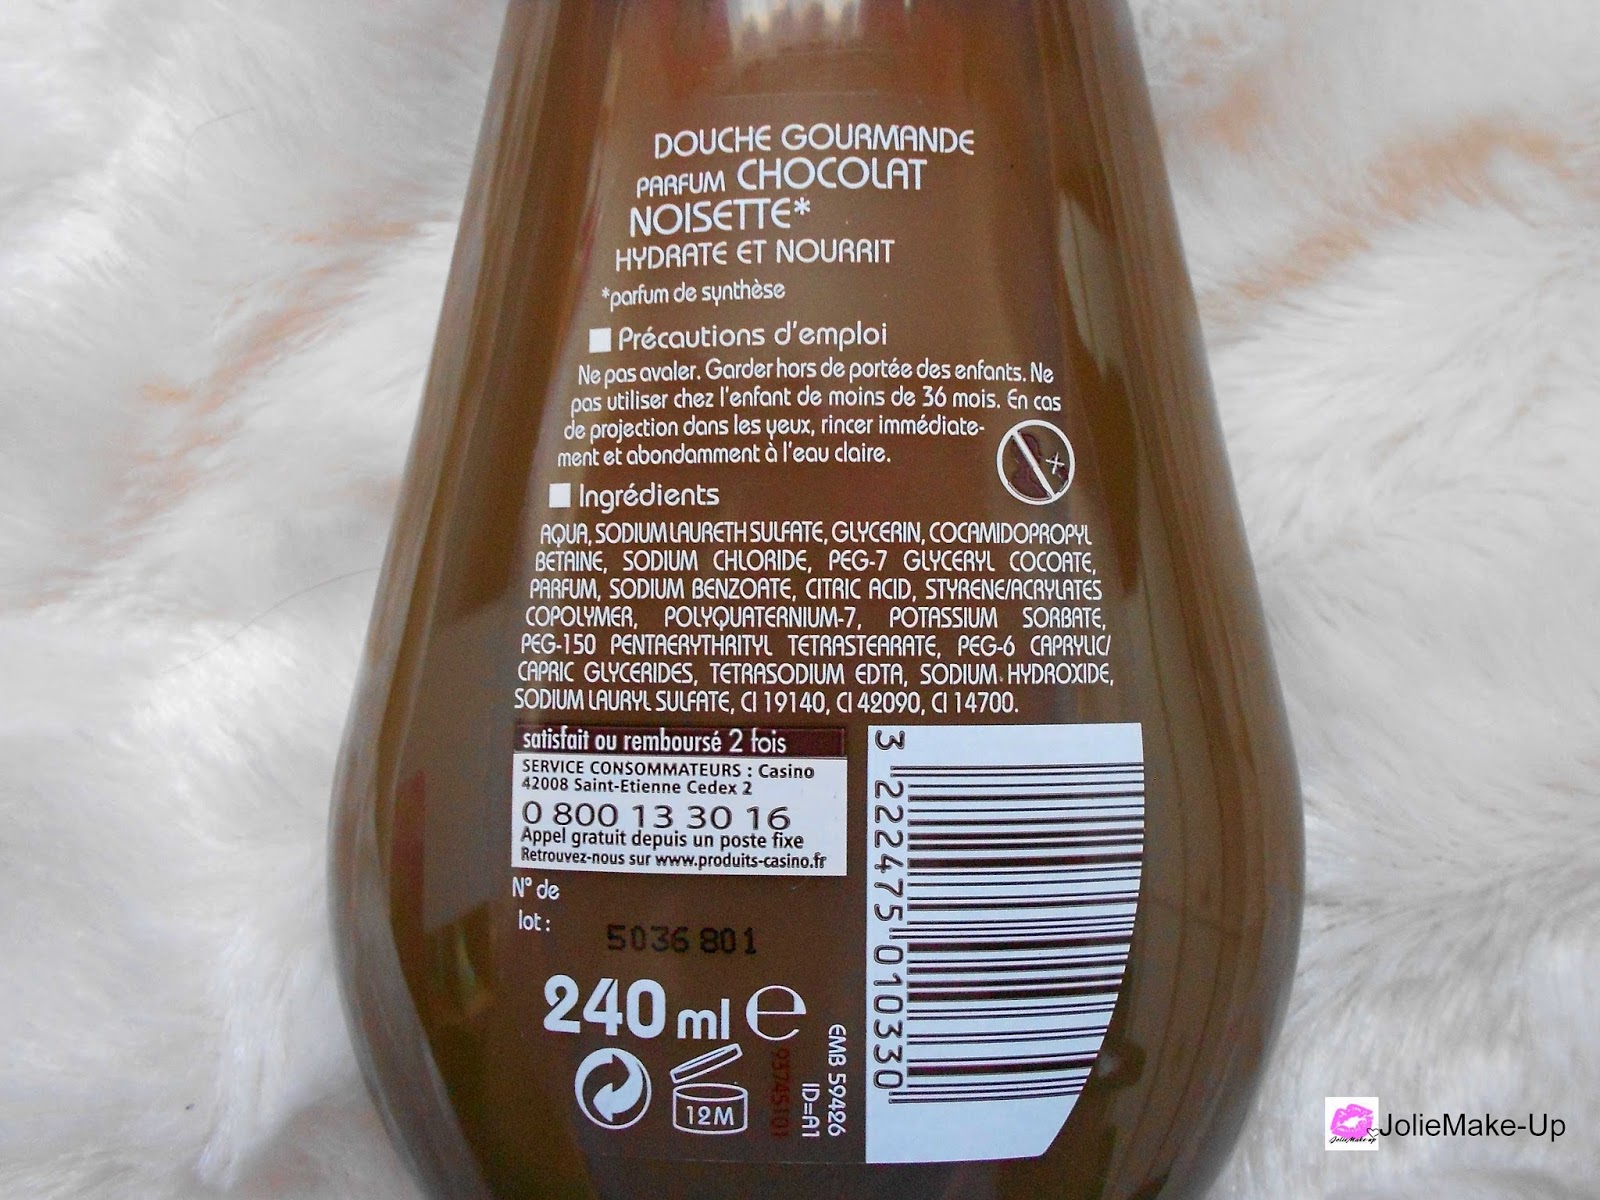 DOUCHE GOURMANDE
PARFUM CHOCOLAT
NOISETTE*
HYDRATE ET NOURRIT
*parfum de synthèse
Précautions d'emploi
Ne pas avaler. Garder hors de portée des enfants. Ne
pas utiliser chez l'enfant de moins de 36 mois. En cas
de projection dans les yeux, rincer immédiate-
ment et abondamment à l'eau claire.
Ingrédients
AQUA, SODIUM LAURETH SULFATE, GLYCERIN, COCAMIDOPROPYL
BETAINE, SODIUM CHLORIDE, PEG-7 GLYCERYL COCOATE,
PARFUM, SODIUM BENZOATE, CITRIC ACID, STYRENE/ACRYLATES
COPOLYMER, POLYQUATERNIUM-7, POTASSIUM SORBATE,
PEG-150 PENTAERYTHRITYL TETRASTEARATE, PEG-6 CAPRYLIC/
CAPRIC GLYCERIDES, TETRASODIUM EDTA, SODIUM HYDROXIDE,
SODIUM LAURYL SULFATE, CI 19140, CI 42090, CI 14700.
satisfait ou remboursé 2 fois
SERVICE CONSOMMATEURS : Casino
42008 Saint-Etienne Cedex 2
0 800 13 30 16
Appel gratuit depuis un poste fixe
Retrouvez-nous sur www.produits-casino.fr
N° de
lot :
5036 801
240 ml e
12M
EMB 59426
ID=A1
3 222475 010330
JolieMake-Up